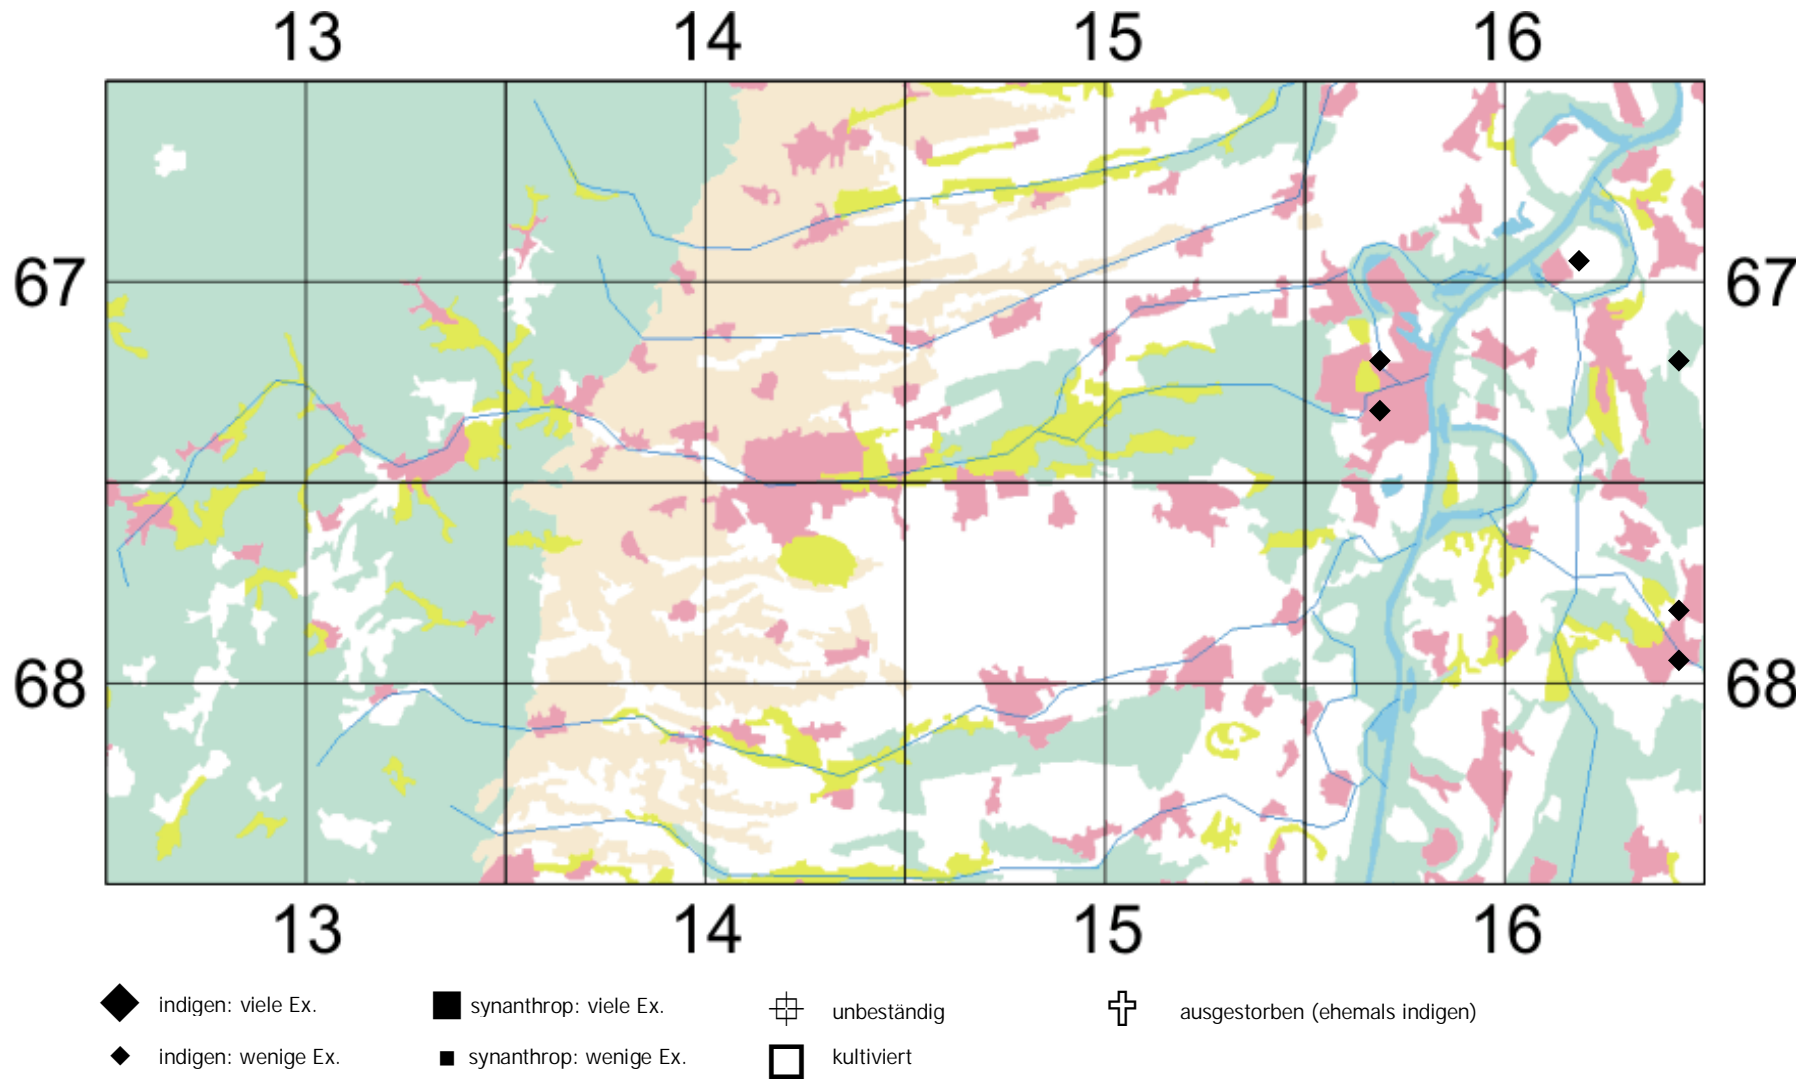 13 14 15 16
67 67
68 68
13 14 15 16
indigen: viele Ex. synanthrop: viele Ex. unbeständig ausgestorben (ehemals indigen)
indigen: wenige Ex. synanthrop: wenige Ex. kultiviert